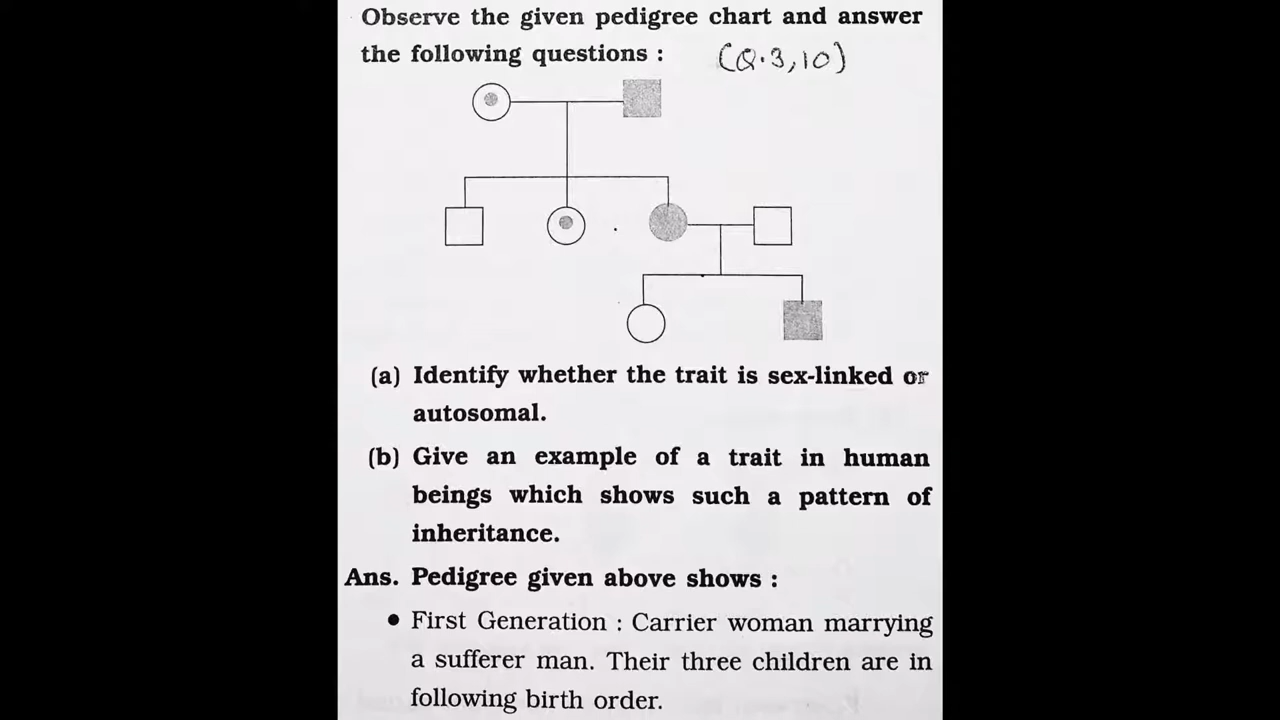 Observe the given pedigree chart and answer
the following questions : (Q.3,10)
(a) Identify whether the trait is sex-linked or
autosomal.
(b) Give an example of a trait in human
beings which shows such a pattern of
inheritance.
Ans. Pedigree given above shows :
• First Generation : Carrier woman marrying
a sufferer man. Their three children are in
following birth order.